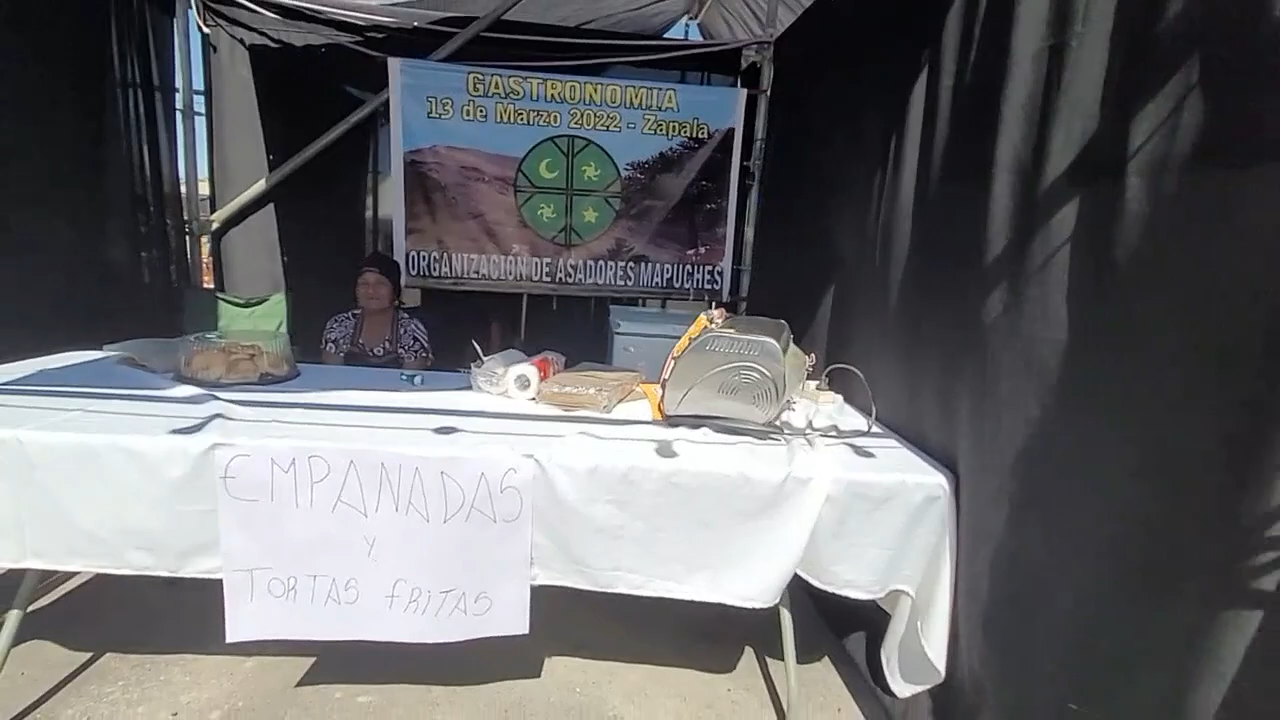 GASTRONOMIA
13 de Marzo 2022 - Zapala
ORGANIZACIÓN DE ASADORES MAPUCHES
EMPANADAS
y
TORTAS fRITAS